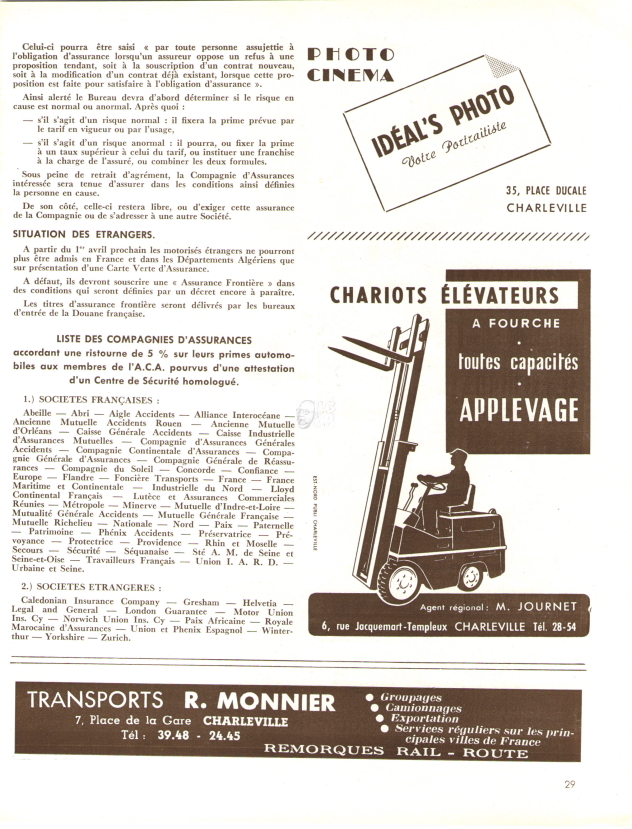 Celui-ci pourra être saisi « par toute personne assujettie à
l'obligation d'assurance lorsqu'un assureur oppose un refus à une
proposition tendant, soit à la souscription d'un contrat nouveau,
soit à la modification d'un contrat déjà existant, lorsque cette pro-
position est faite pour satisfaire à l'obligation d'assurance ».
Ainsi alerté le Bureau devra d'abord déterminer si le risque en
cause est normal ou anormal. Après quoi :
— s'il s'agit d'un risque normal : il fixera la prime prévue par
le tarif en vigueur ou par l'usage,
— s'il s'agit d'un risque anormal : il pourra, ou fixer la prime
à un taux supérieur à celui du tarif, ou instituer une franchise
à la charge de l'assuré, ou combiner les deux formules.
Sous peine de retrait d'agrément, la Compagnie d'Assurances
intéressée sera tenue d'assurer dans les conditions ainsi définies
la personne en cause.
De son côté, celle-ci restera libre, ou d'exiger cette assurance
de la Compagnie ou de s'adresser à une autre Société.
SITUATION DES ETRANGERS.
A partir du 1er avril prochain les motorisés étrangers ne pourront
plus être admis en France et dans les Départements Algériens que
sur présentation d'une Carte Verte d'Assurance.
A défaut, ils devront souscrire une « Assurance Frontière » dans
des conditions qui seront définies par un décret encore à paraître.
Les titres d'assurance frontière seront délivrés par les bureaux
d'entrée de la Douane française.
LISTE DES COMPAGNIES D'ASSURANCES
accordant une ristourne de 5 % sur leurs primes automo-
biles aux membres de l'A.C.A. pourvus d'une attestation
d'un Centre de Sécurité homologué.
1.) SOCIETES FRANÇAISES :
Abeille — Abri — Aigle Accidents — Alliance Interocéane —
Ancienne Mutuelle Accidents Rouen — Ancienne Mutuelle
d'Orléans — Caisse Générale Accidents — Caisse Industrielle
d'Assurances Mutuelles — Compagnie d'Assurances Générales
Accidents — Compagnie Continentale d'Assurances — Compa-
gnie Générale d'Assurances — Compagnie Générale de Réassu-
rances — Compagnie du Soleil — Concorde — Confiance —
Europe — Flandre — Foncière Transports — France — France
Maritime et Continentale — Industrielle du Nord — Lloyd
Continental Français — Lutèce et Assurances Commerciales
Réunies — Métropole — Minerve — Mutuelle d'Indre-et-Loire —
Mutualité Générale Accidents — Mutuelle Générale Française —
Mutuelle Richelieu — Nationale — Nord — Paix — Paternelle
— Patrimoine — Phénix Accidents — Préservatrice — Pré-
voyance — Protectrice — Providence — Rhin et Moselle —
Secours — Sécurité — Séquanaise — Sté A. M. de Seine et
Seine-et-Oise — Travailleurs Français — Union I. A. R. D. —
Urbaine et Seine.
2.) SOCIETES ETRANGERES :
Caledonian Insurance Company — Gresham — Helvetia —
Legal and General — London Guarantee — Motor Union
Ins. Cy — Norwich Union Ins. Cy — Paix Africaine — Royale
Marocaine d'Assurances — Union et Phenix Espagnol — Winter-
thur — Yorkshire — Zurich.
PHOTO
CINEMA
IDÉAL'S PHOTO
Votre Portraitiste
35, PLACE DUCALE
CHARLEVILLE
CHARIOTS ÉLÉVATEURS
A FOURCHE
toutes capacités
APPLEVAGE
EST NORD PUBLI CHARLEVILLE
Agent régional : M. JOURNET
6, rue Jacquemart-Templeux CHARLEVILLE Tél. 28-54
TRANSPORTS R. MONNIER
7, Place de la Gare CHARLEVILLE
Tél : 39.48 - 24.45
● Groupages
● Camionnages
● Exportation
● Services réguliers sur les prin-
cipales villes de France
REMORQUES RAIL - ROUTE
29